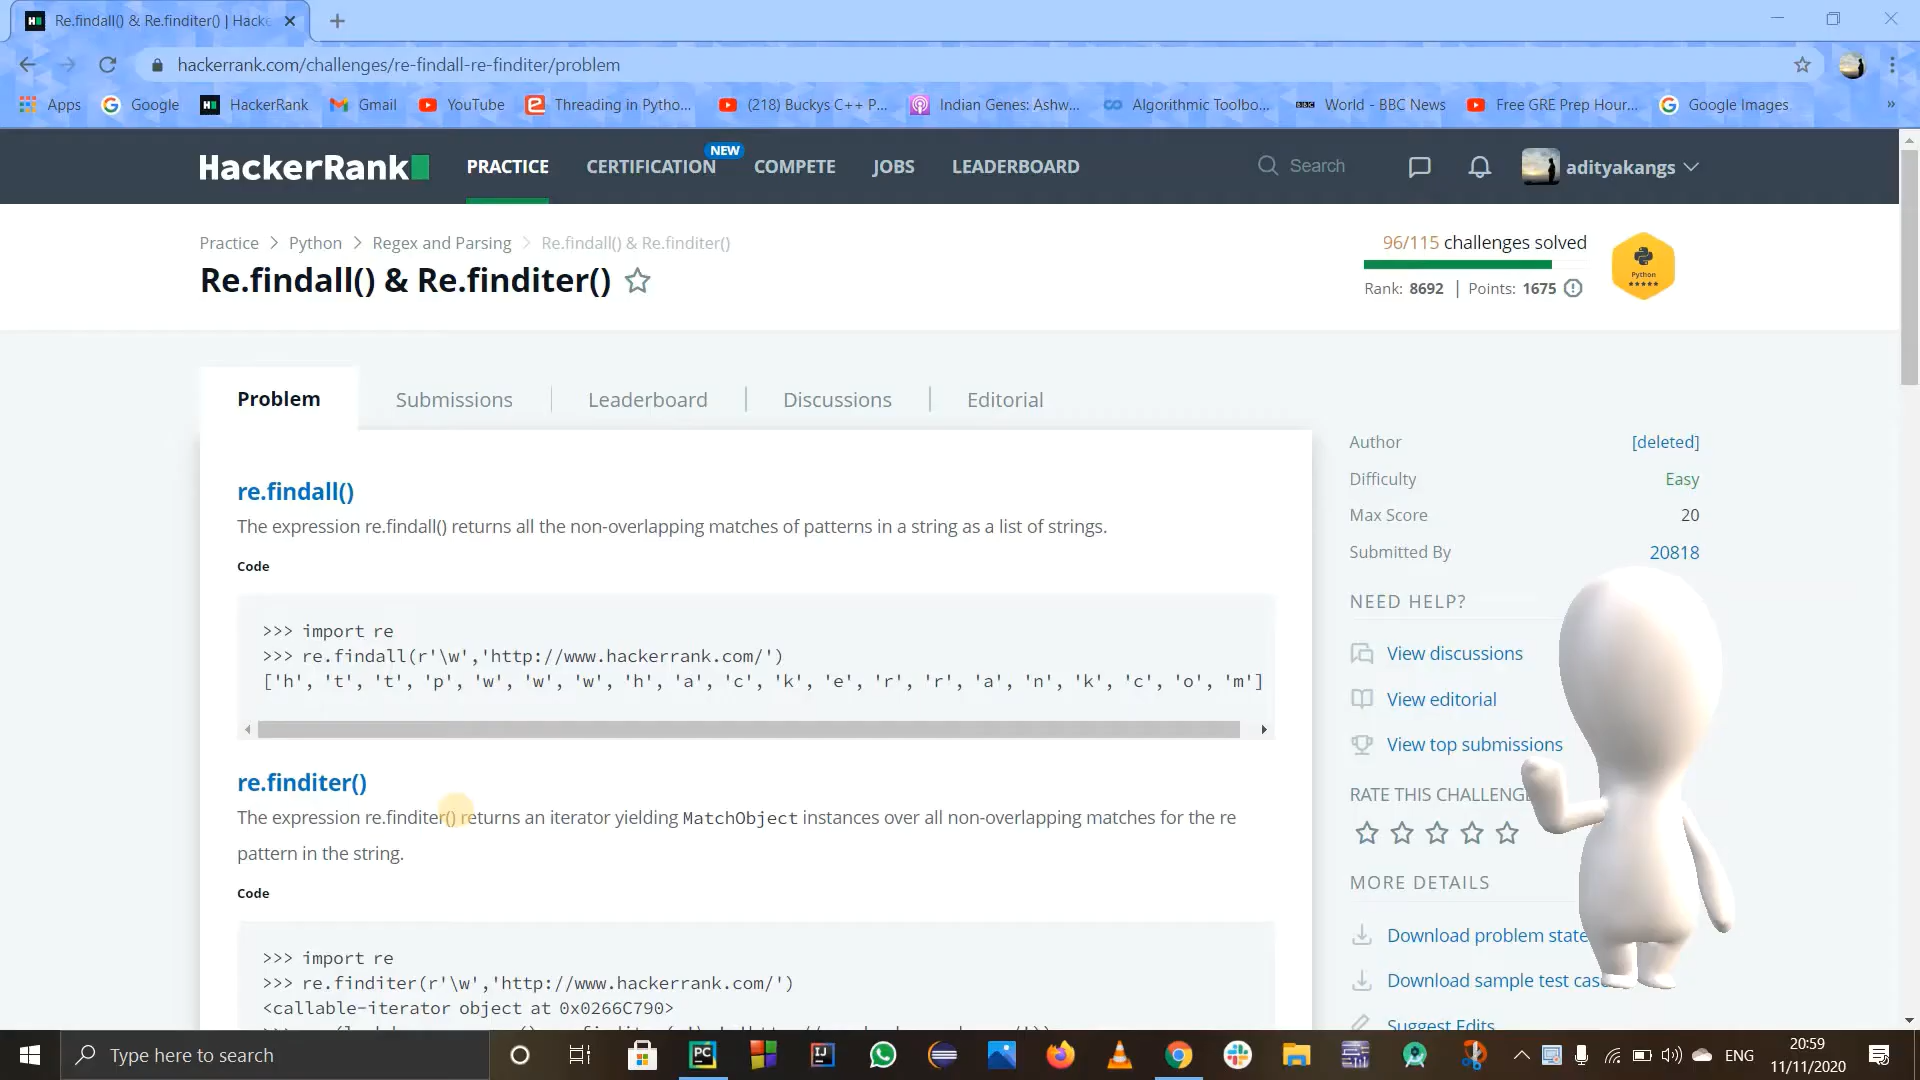 Re.findall() & Re.finditer() | Hacke
hackerrank.com/challenges/re-findall-re-finditer/problem
Apps Google HackerRank Gmail YouTube Threading in Pytho... (218) Buckys C++ P... Indian Genes: Ashw... Algorithmic Toolbo... World - BBC News Free GRE Prep Hour... Google Images »
NEW
HackerRank PRACTICE CERTIFICATION COMPETE JOBS LEADERBOARD Search adityakangs
Practice > Python > Regex and Parsing > Re.findall() & Re.finditer()
96/115 challenges solved
Re.findall() & Re.finditer()
Rank: 8692 | Points: 1675
Python
Problem Submissions Leaderboard Discussions Editorial
re.findall()
The expression re.findall() returns all the non-overlapping matches of patterns in a string as a list of strings.
Code
>>> import re
>>> re.findall(r'\w','http://www.hackerrank.com/')
['h', 't', 't', 'p', 'w', 'w', 'w', 'h', 'a', 'c', 'k', 'e', 'r', 'r', 'a', 'n', 'k', 'c', 'o', 'm']
re.finditer()
The expression re.finditer() returns an iterator yielding MatchObject instances over all non-overlapping matches for the re
pattern in the string.
Code
>>> import re
>>> re.finditer(r'\w','http://www.hackerrank.com/')
<callable-iterator object at 0x0266C790>
Author [deleted]
Difficulty Easy
Max Score 20
Submitted By 20818
NEED HELP?
View discussions
View editorial
View top submissions
RATE THIS CHALLENGE
MORE DETAILS
Download problem state
Download sample test cas
Suggest Edits
Type here to search
ENG
20:59
11/11/2020